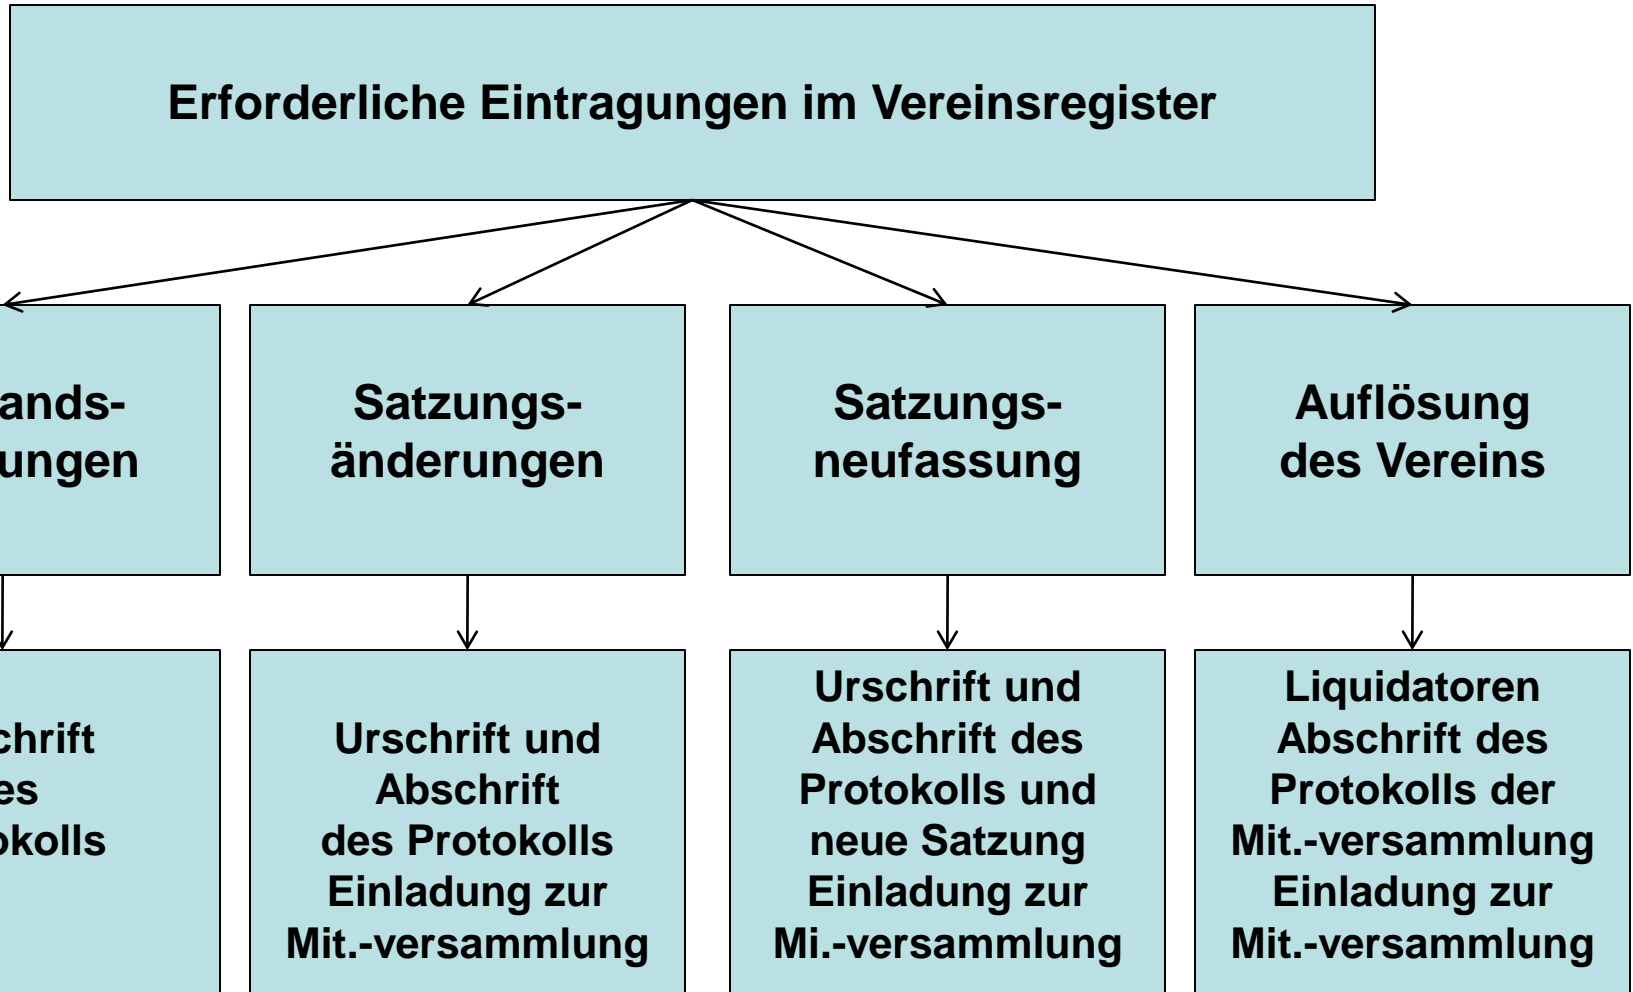 Erforderliche Eintragungen im Vereinsregister
Satzungs-
änderungen
Satzungs-
neufassung
Auflösung
des Vereins
Urschrift und
Abschrift
des Protokolls
Einladung zur
Mit.-versammlung
Urschrift und
Abschrift des
Protokolls und
neue Satzung
Einladung zur
Mi.-versammlung
Liquidatoren
Abschrift des
Protokolls der
Mit.-versammlung
Einladung zur
Mit.-versammlung